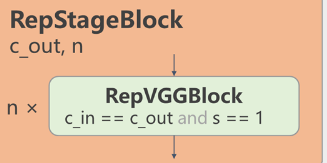 RepStageBlock
c_out, n
n ×
RepVGGBlock
c_in == c_out and s == 1